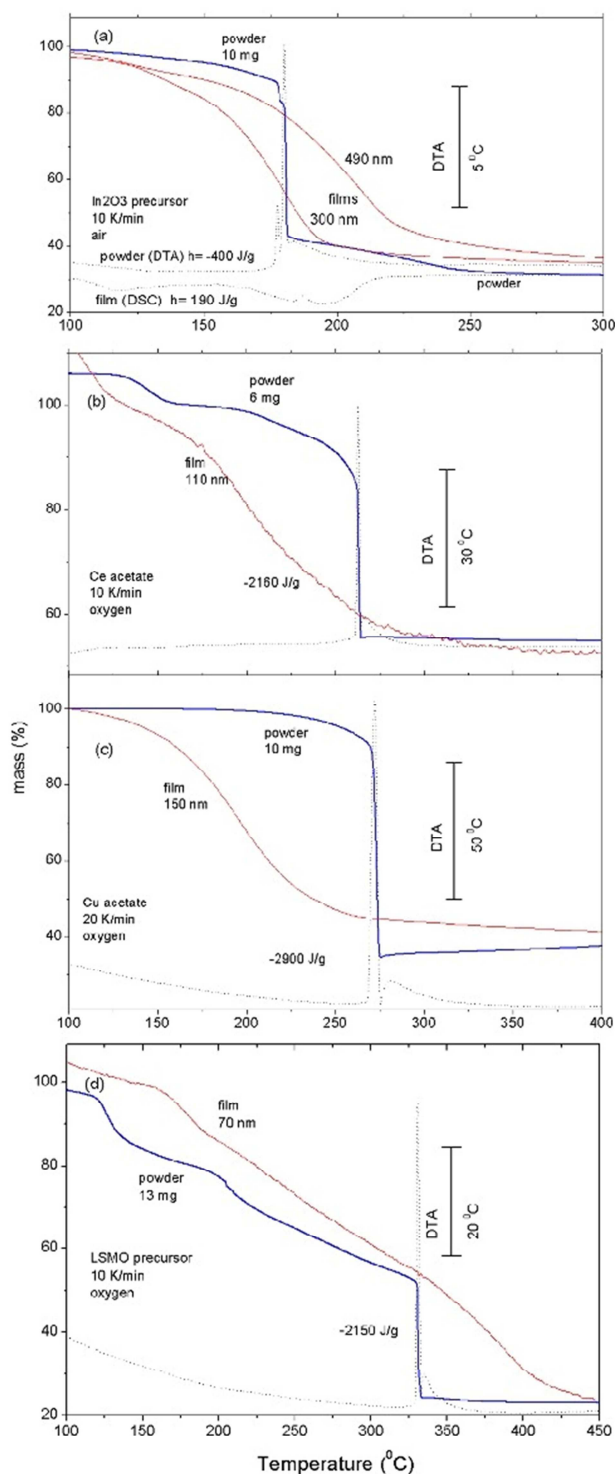 (a)
powder
10 mg
100
80
60
40
20
490 nm
films
300 nm
DTA
5 ⁰C
In2O3 precursor
10 K/min
air
powder (DTA) h= -400 J/g
film (DSC) h= 190 J/g
powder
100 150 200 250 300
(b)
powder
6 mg
100
80
60
film
110 nm
-2160 J/g
DTA
30 ⁰C
Ce acetate
10 K/min
oxygen
(c)
powder
10 mg
100
80
60
40
film
150 nm
DTA
50 ⁰C
Cu acetate
20 K/min
oxygen
-2900 J/g
mass (%)
100 150 200 250 300 350 400
(d)
film
70 nm
100
80
60
40
20
powder
13 mg
DTA
20 ⁰C
LSMO precursor
10 K/min
oxygen
-2150 J/g
100 150 200 250 300 350 400 450
Temperature (⁰C)